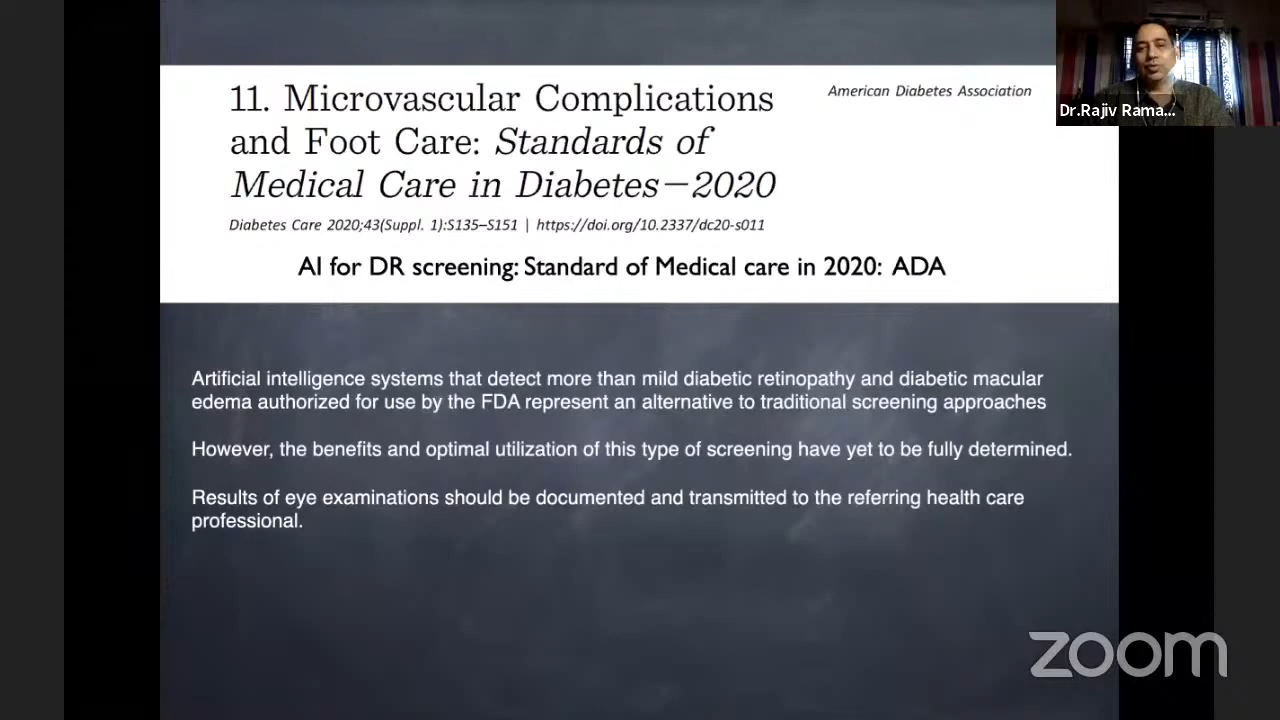 11. Microvascular Complications
and Foot Care: Standards of
Medical Care in Diabetes—2020
American Diabetes Association
Diabetes Care 2020;43(Suppl. 1):S135–S151 | https://doi.org/10.2337/dc20-s011
AI for DR screening: Standard of Medical care in 2020: ADA
Artificial intelligence systems that detect more than mild diabetic retinopathy and diabetic macular
edema authorized for use by the FDA represent an alternative to traditional screening approaches
However, the benefits and optimal utilization of this type of screening have yet to be fully determined.
Results of eye examinations should be documented and transmitted to the referring health care
professional.
Dr.Rajiv Rama...
zoom